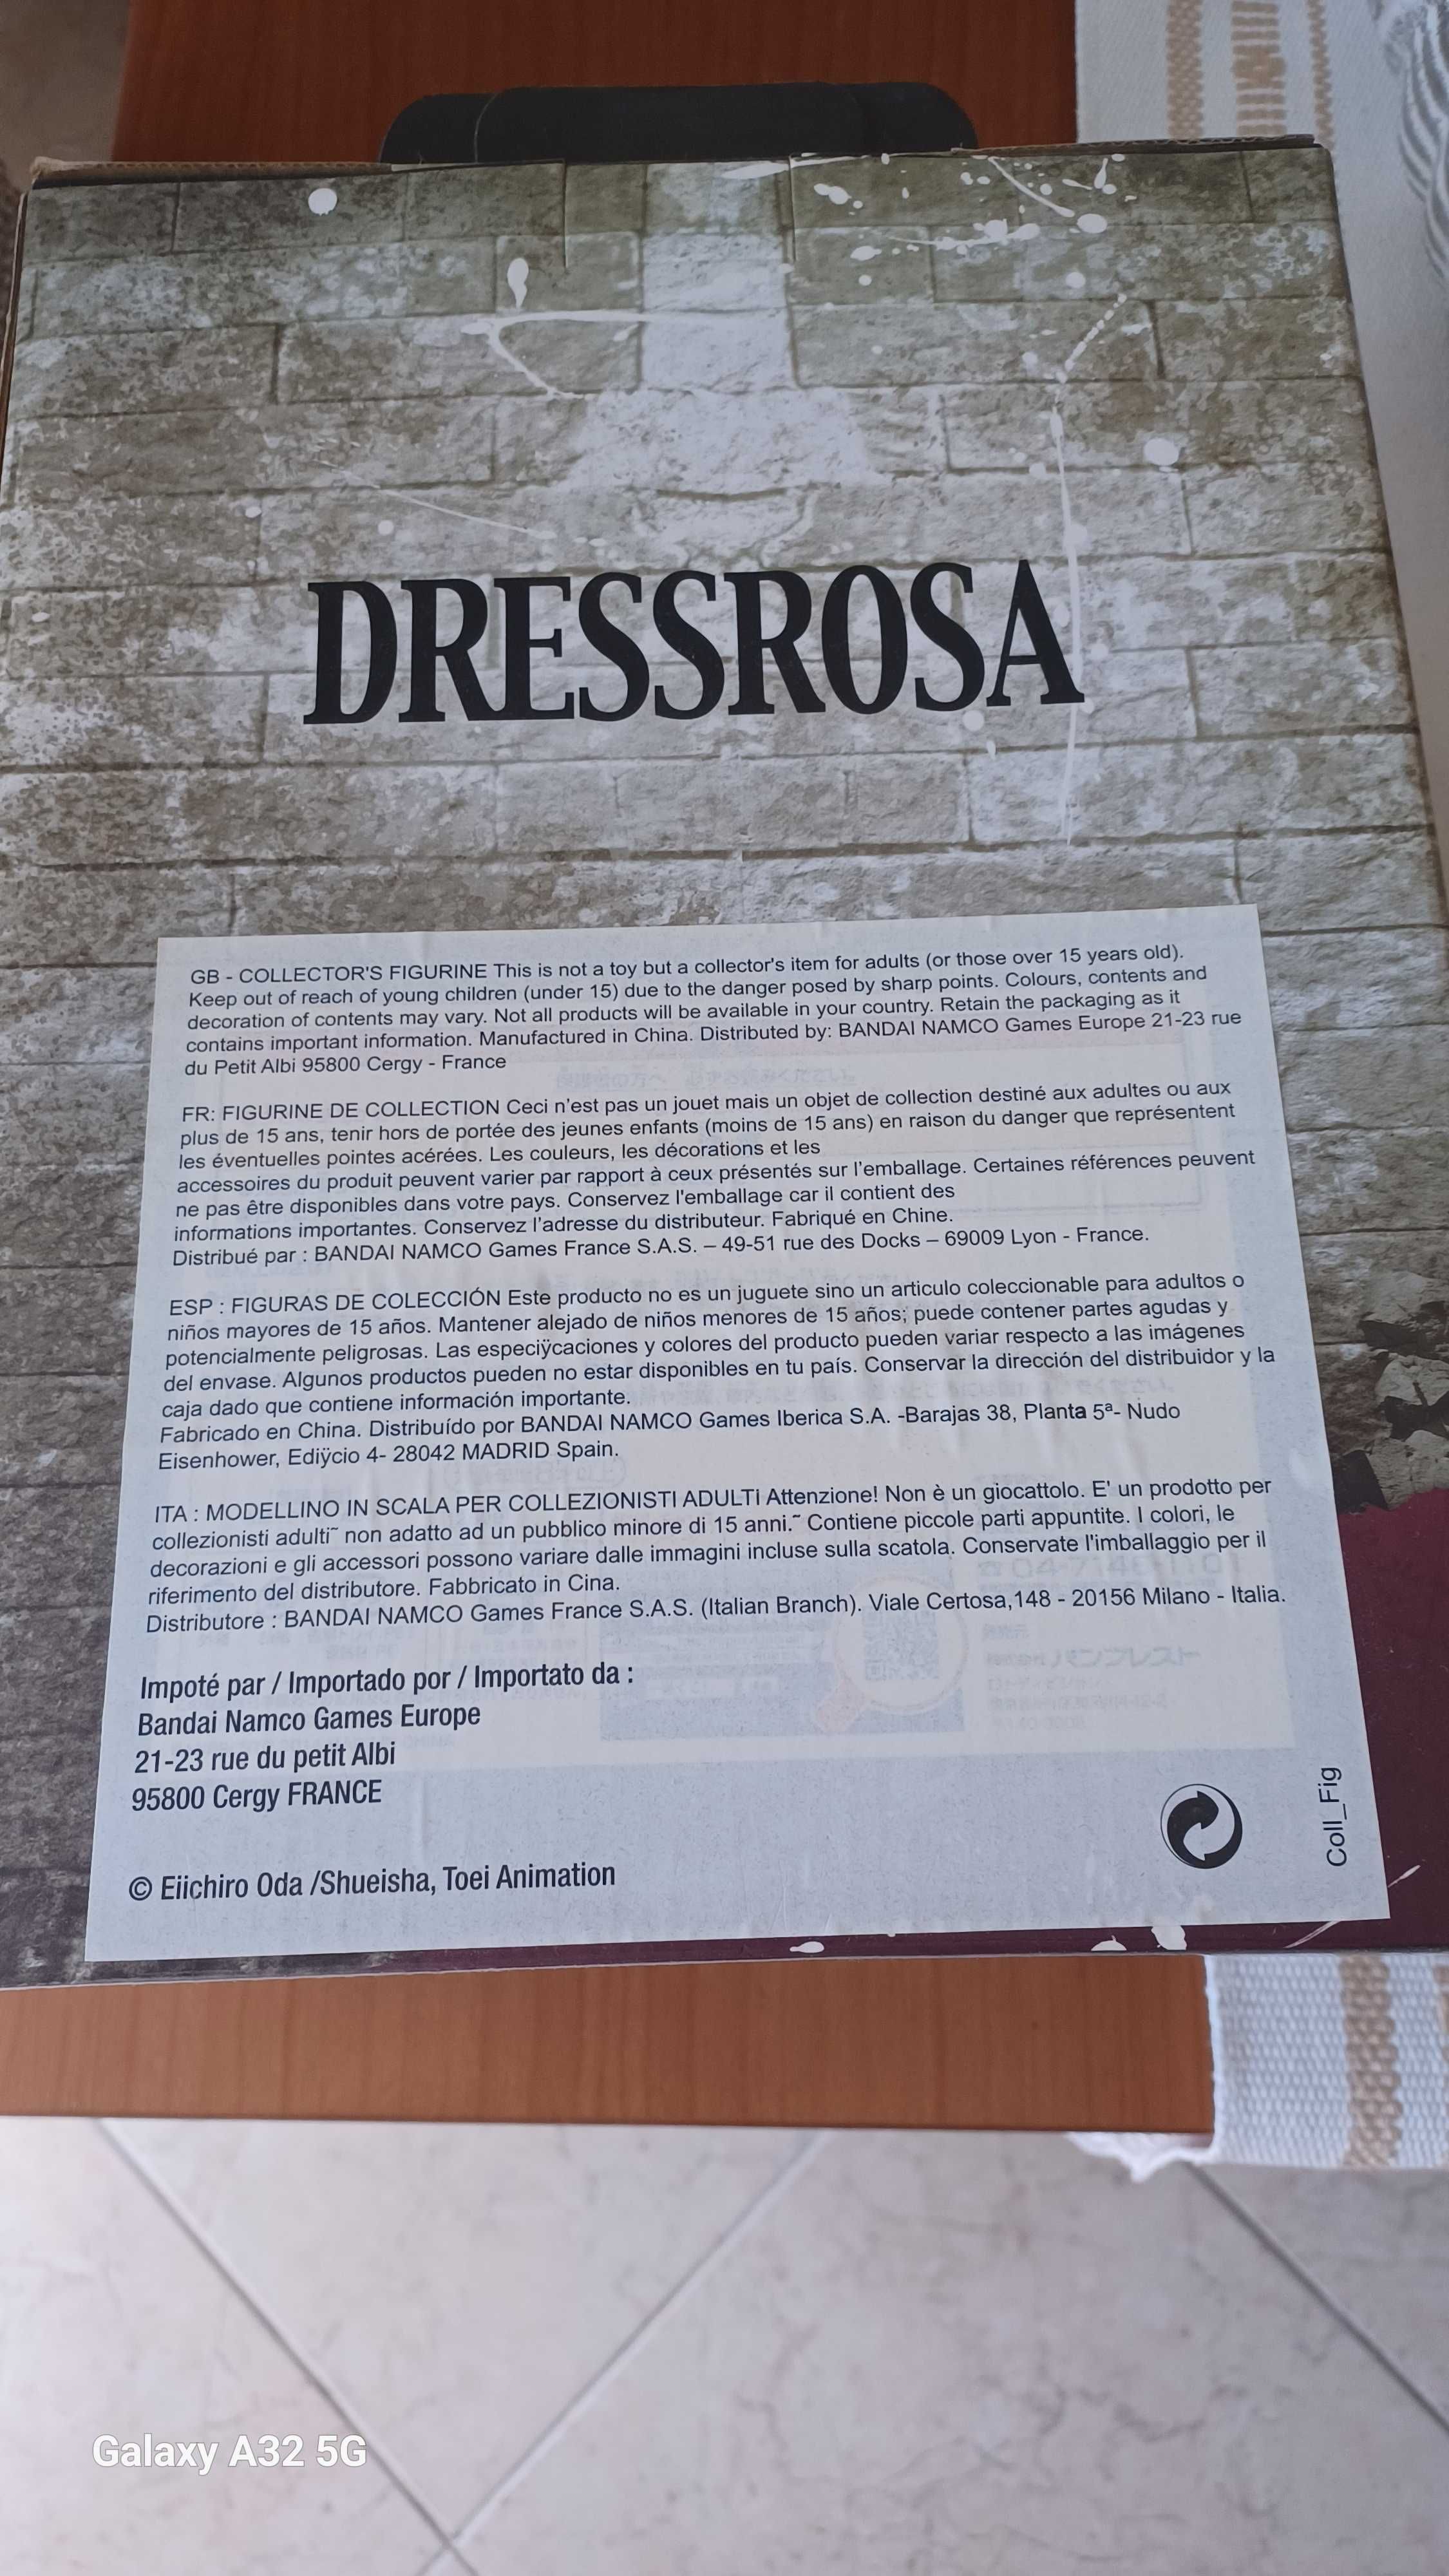 DRESSROSA
GB - COLLECTOR'S FIGURINE This is not a toy but a collector's item for adults (or those over 15 years old).
Keep out of reach of young children (under 15) due to the danger posed by sharp points. Colours, contents and
decoration of contents may vary. Not all products will be available in your country. Retain the packaging as it
contains important information. Manufactured in China. Distributed by: BANDAI NAMCO Games Europe 21-23 rue
du Petit Albi 95800 Cergy - France
FR: FIGURINE DE COLLECTION Ceci n'est pas un jouet mais un objet de collection destiné aux adultes ou aux
plus de 15 ans, tenir hors de portée des jeunes enfants (moins de 15 ans) en raison du danger que représentent
les éventuelles pointes acérées. Les couleurs, les décorations et les
accessoires du produit peuvent varier par rapport à ceux présentés sur l'emballage. Certaines références peuvent
ne pas être disponibles dans votre pays. Conservez l'emballage car il contient des
informations importantes. Conservez l'adresse du distributeur. Fabriqué en Chine.
Distribué par : BANDAI NAMCO Games France S.A.S. – 49-51 rue des Docks – 69009 Lyon - France.
ESP : FIGURAS DE COLECCIÓN Este producto no es un juguete sino un articulo coleccionable para adultos o
niños mayores de 15 años. Mantener alejado de niños menores de 15 años; puede contener partes agudas y
potencialmente peligrosas. Las especiÿcaciones y colores del producto pueden variar respecto a las imágenes
del envase. Algunos productos pueden no estar disponibles en tu país. Conservar la dirección del distribuidor y la
caja dado que contiene información importante.
Fabricado en China. Distribuído por BANDAI NAMCO Games Iberica S.A. -Barajas 38, Planta 5ª- Nudo
Eisenhower, Ediÿcio 4- 28042 MADRID Spain.
ITA : MODELLINO IN SCALA PER COLLEZIONISTI ADULTi Attenzione! Non è un giocattolo. E' un prodotto per
collezionisti adulti˜ non adatto ad un pubblico minore di 15 anni.˜ Contiene piccole parti appuntite. I colori, le
decorazioni e gli accessori possono variare dalle immagini incluse sulla scatola. Conservate l'imballaggio per il
riferimento del distributore. Fabbricato in Cina.
Distributore : BANDAI NAMCO Games France S.A.S. (Italian Branch). Viale Certosa,148 - 20156 Milano - Italia.
Impoté par / Importado por / Importato da :
Bandai Namco Games Europe
21-23 rue du petit Albi
95800 Cergy FRANCE
© Eiichiro Oda /Shueisha, Toei Animation
Coll_Fig
Galaxy A32 5G